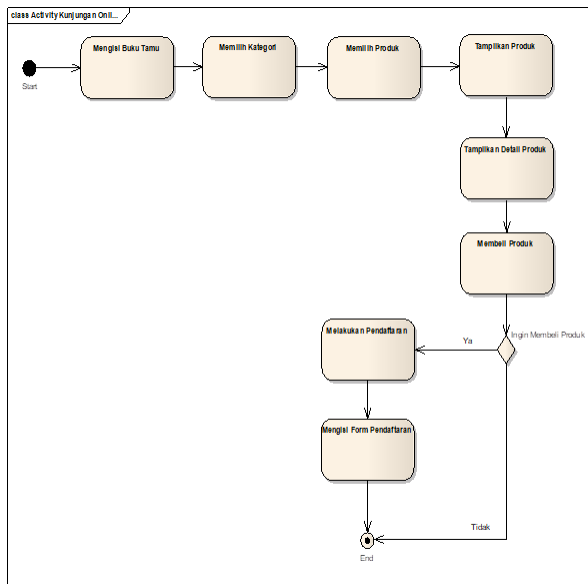 class Activity Kunjungan Onli...
Mengisi Buku Tamu
Memilih Kategori
Memilih Produk
Tampilkan Produk
Start
Tampilkan Detail Produk
Membeli Produk
Ingin Membeli Produk
Ya
Melakukan Pendaftaran
Mengisi Form Pendaftaran
Tidak
End